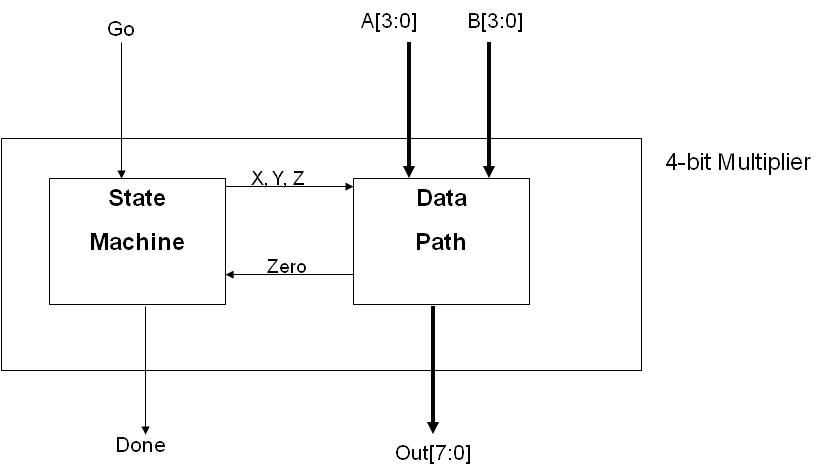 Go
A[3:0]
B[3:0]
4-bit Multiplier
State
Machine
X, Y, Z
Zero
Data
Path
Done
Out[7:0]